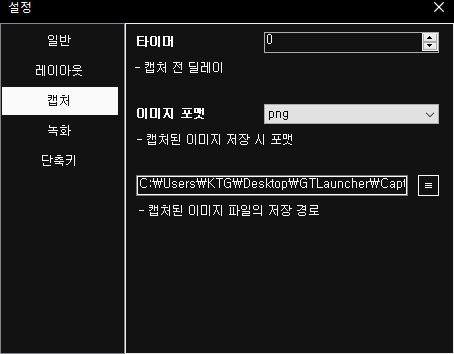 설정
일반
레이아웃
캡처
녹화
단축키
타이머 0
- 캡처 전 딜레이
이미지 포맷 png
- 캡처된 이미지 저장 시 포맷
C:₩Users₩KTG₩Desktop₩GTLauncher₩Capt
- 캡처된 이미지 파일의 저장 경로